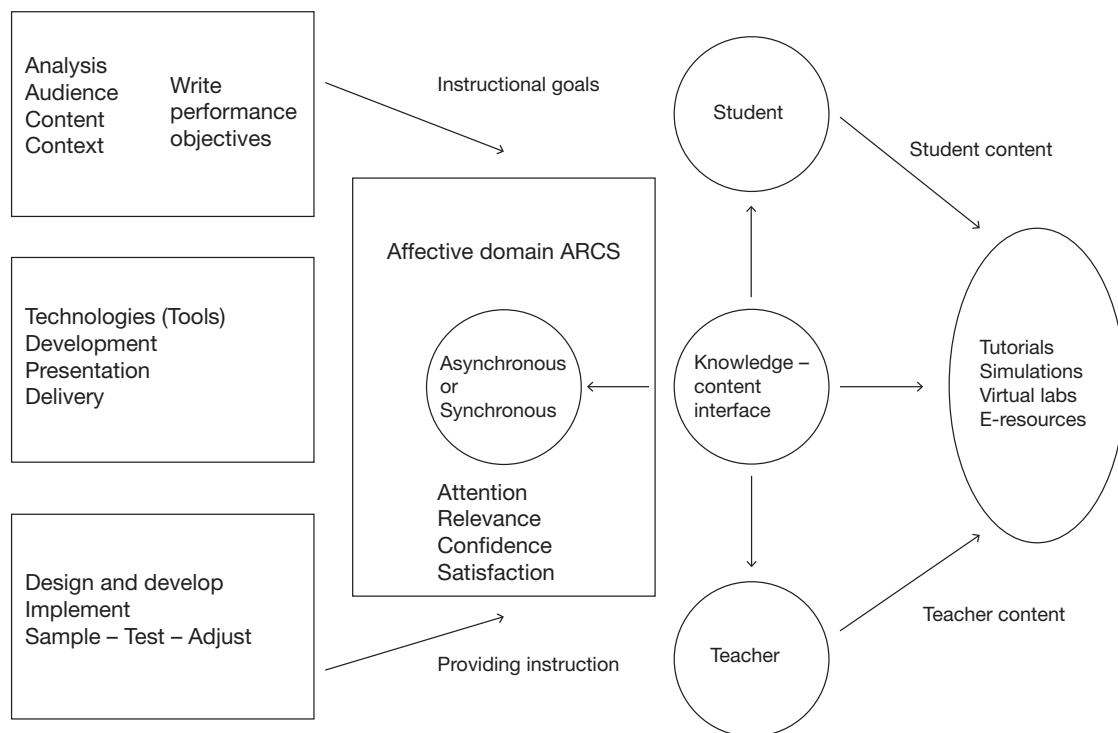 Analysis
Audience
Content
Context
Write
performance
objectives
Instructional goals
Student
Student content
Affective domain ARCS
Technologies (Tools)
Development
Presentation
Delivery
Asynchronous
or
Synchronous
Knowledge –
content
interface
Tutorials
Simulations
Virtual labs
E-resources
Attention
Relevance
Confidence
Satisfaction
Design and develop
Implement
Sample – Test – Adjust
Providing instruction
Teacher
Teacher content